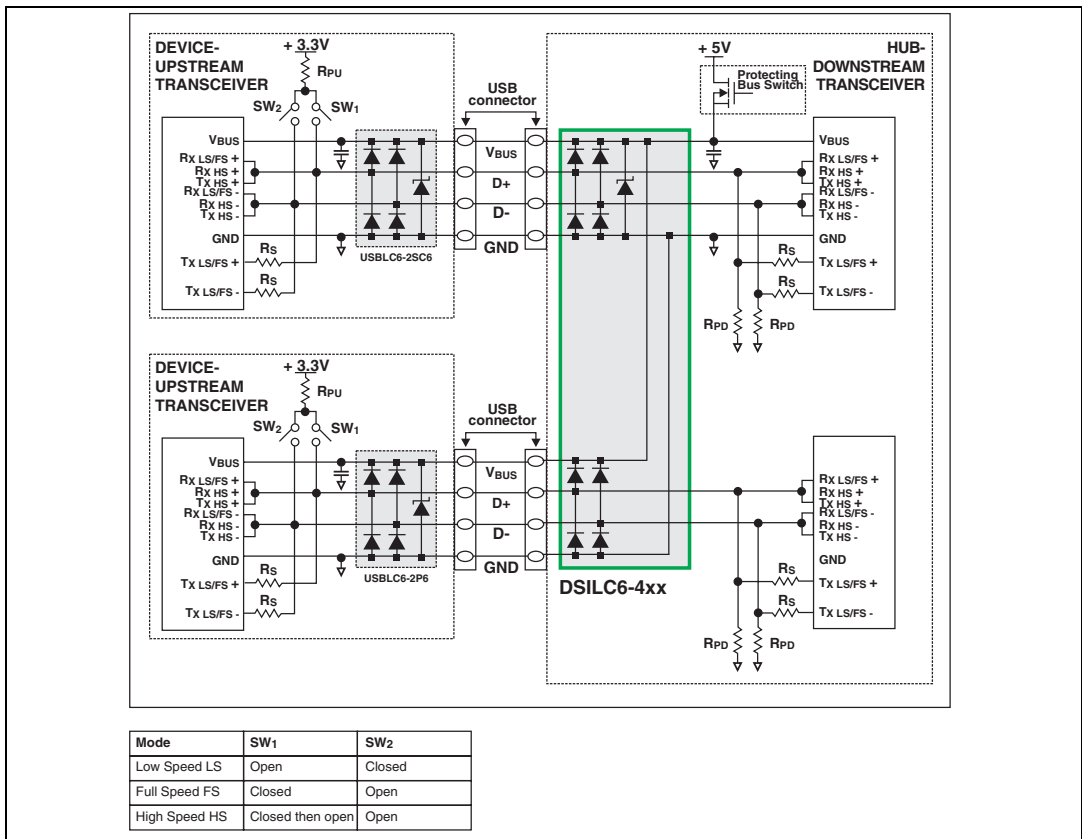 DEVICE-
UPSTREAM
TRANSCEIVER
+ 3.3V
RPU
SW2
SW1
VBUS
RX LS/FS +
RX HS +
TX HS +
RX LS/FS -
RX HS -
TX HS -
GND
TX LS/FS +
TX LS/FS -
RS
RS
USBLC6-2SC6
USB
connector
VBUS
D+
D-
GND
+ 5V
Protecting
Bus Switch
HUB-
DOWNSTREAM
TRANSCEIVER
VBUS
RX LS/FS +
RX HS +
TX HS +
RX LS/FS -
RX HS -
TX HS -
GND
TX LS/FS +
TX LS/FS -
RS
RS
RPD
RPD
DEVICE-
UPSTREAM
TRANSCEIVER
+ 3.3V
RPU
SW2
SW1
VBUS
RX LS/FS +
RX HS +
TX HS +
RX LS/FS -
RX HS -
TX HS -
GND
TX LS/FS +
TX LS/FS -
RS
RS
USBLC6-2P6
USB
connector
VBUS
D+
D-
GND
DSILC6-4xx
RX LS/FS +
RX HS +
TX HS +
RX LS/FS -
RX HS -
TX HS -
GND
TX LS/FS +
TX LS/FS -
RS
RS
RPD
RPD
Mode SW1 SW2
Low Speed LS Open Closed
Full Speed FS Closed Open
High Speed HS Closed then open Open